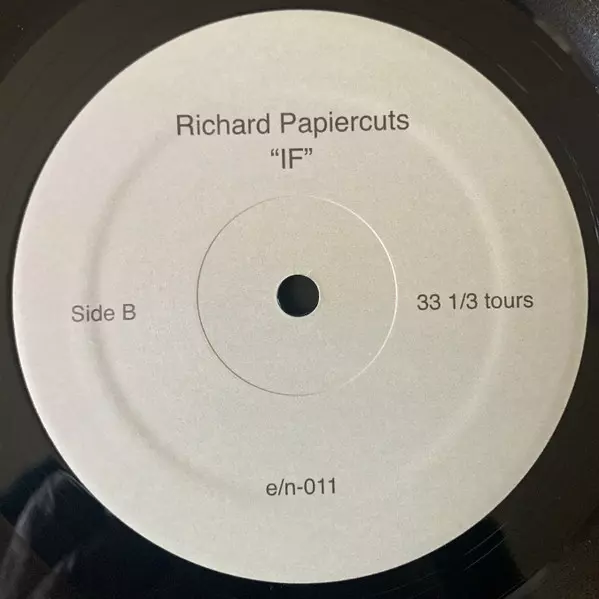 Richard Papiercuts
“IF”
Side B
33 1/3 tours
e/n-011